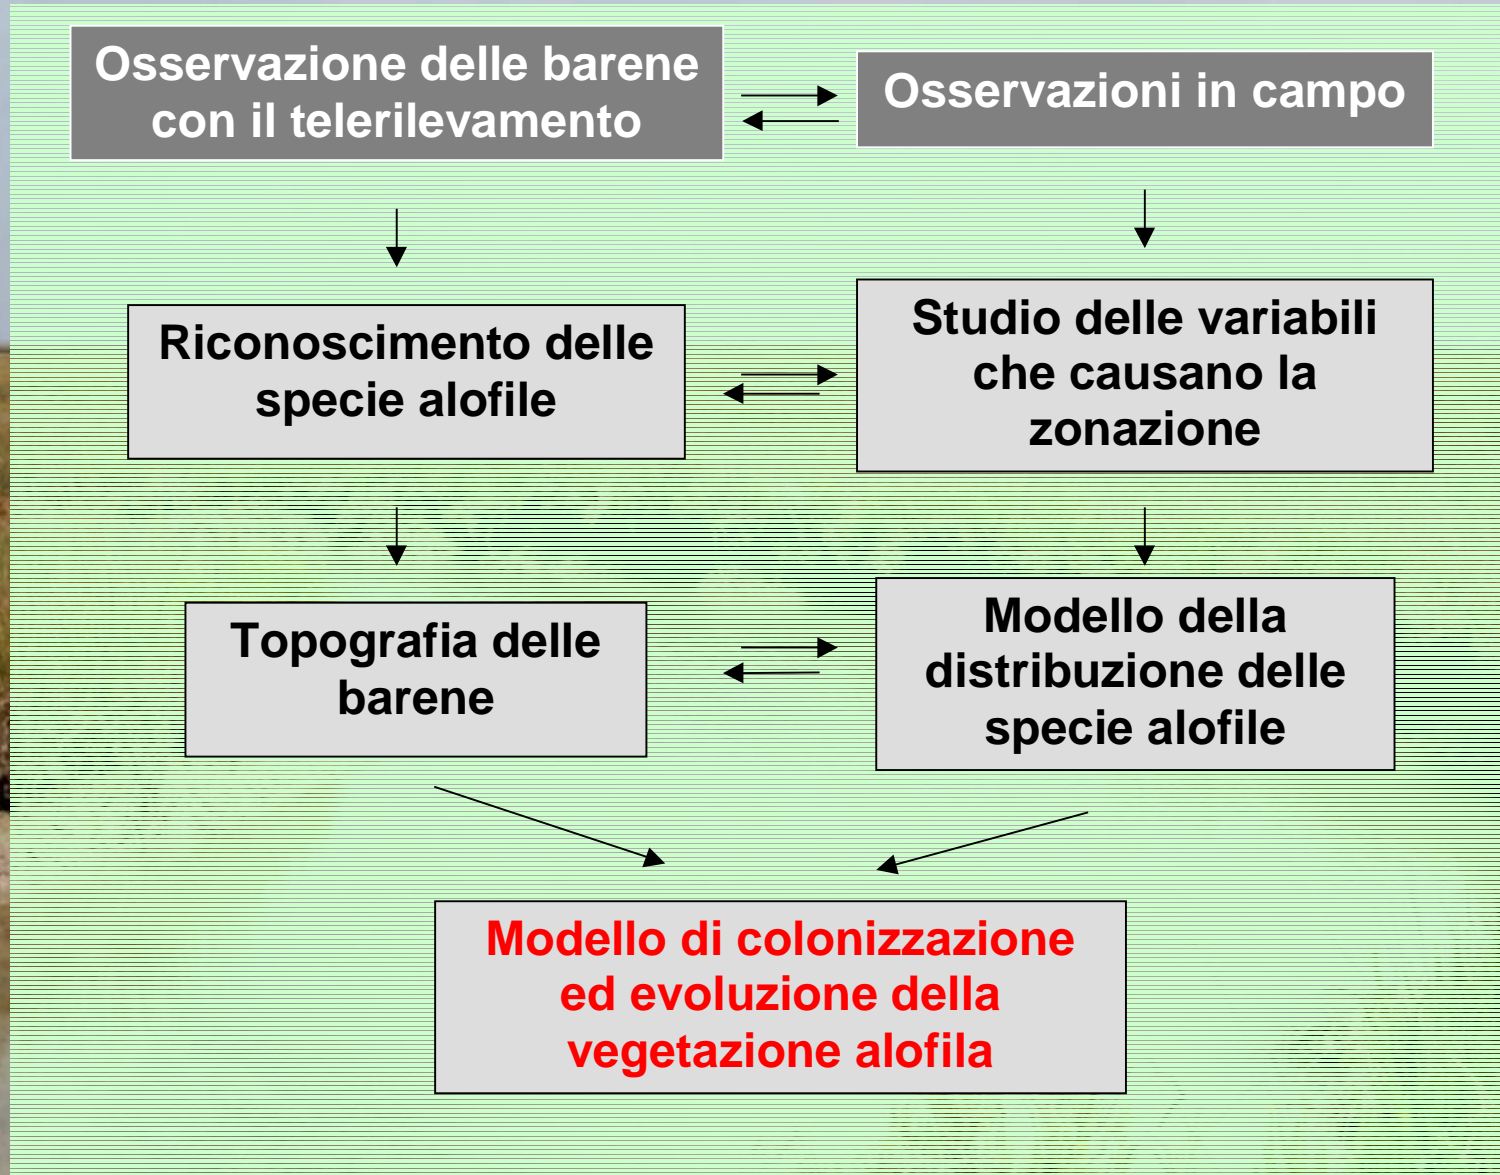 Osservazione delle barene
con il telerilevamento
Osservazioni in campo
Riconoscimento delle
specie alofile
Studio delle variabili
che causano la
zonazione
Topografia delle
barene
Modello della
distribuzione delle
specie alofile
Modello di colonizzazione
ed evoluzione della
vegetazione alofila